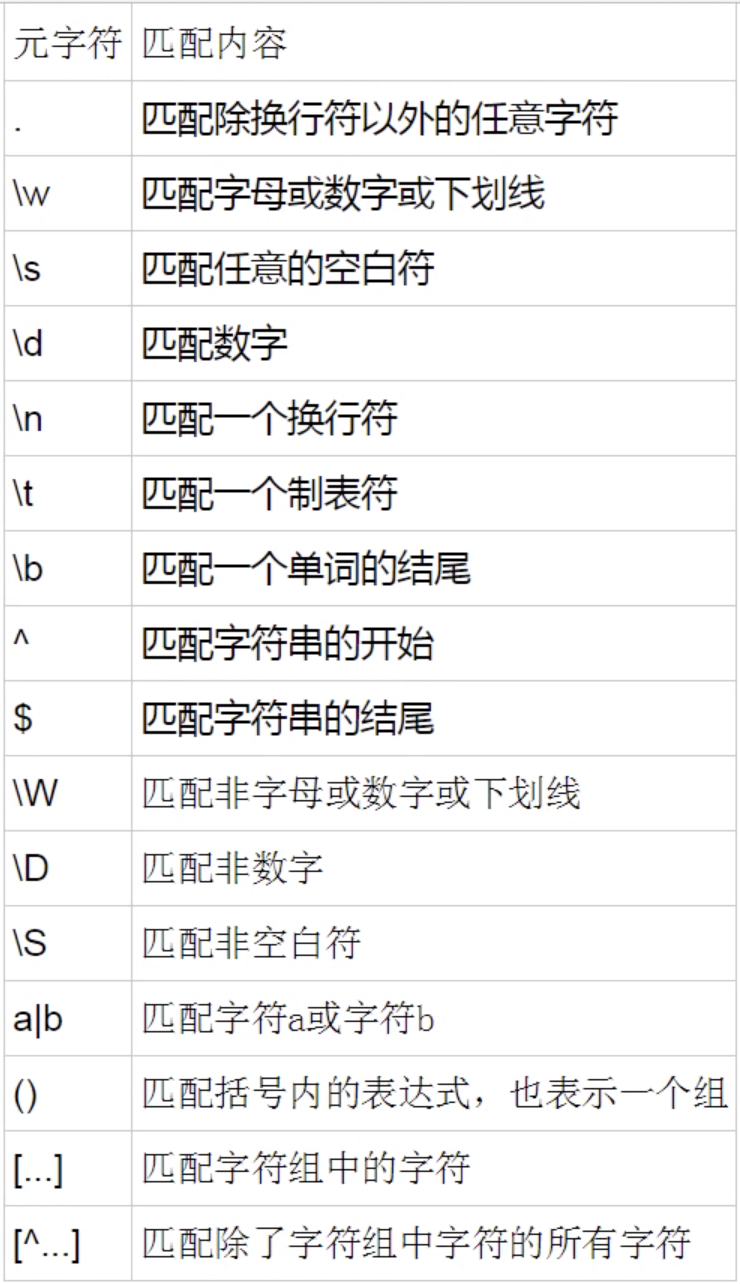 元字符 匹配内容
. 匹配除换行符以外的任意字符
\w 匹配字母或数字或下划线
\s 匹配任意的空白符
\d 匹配数字
\n 匹配一个换行符
\t 匹配一个制表符
\b 匹配一个单词的结尾
^ 匹配字符串的开始
$ 匹配字符串的结尾
\W 匹配非字母或数字或下划线
\D 匹配非数字
\S 匹配非空白符
a|b 匹配字符a或字符b
() 匹配括号内的表达式，也表示一个组
[...] 匹配字符组中的字符
[^...] 匹配除了字符组中字符的所有字符